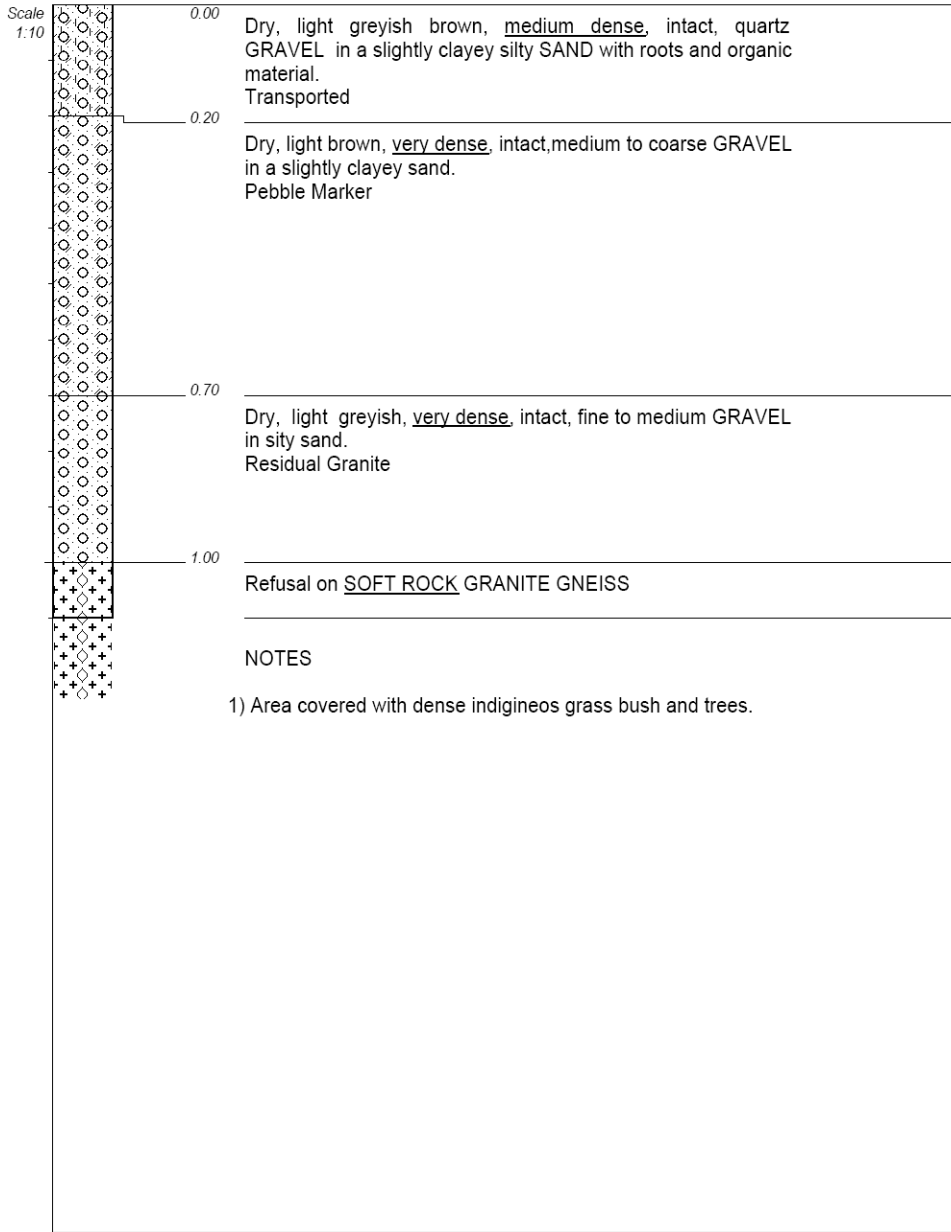 Scale
1:10
0.00
Dry, light greyish brown, medium dense, intact, quartz
GRAVEL in a slightly clayey silty SAND with roots and organic
material.
Transported
0.20
Dry, light brown, very dense, intact,medium to coarse GRAVEL
in a slightly clayey sand.
Pebble Marker
0.70
Dry, light greyish, very dense, intact, fine to medium GRAVEL
in sity sand.
Residual Granite
1.00
Refusal on SOFT ROCK GRANITE GNEISS
NOTES
1) Area covered with dense indigineos grass bush and trees.